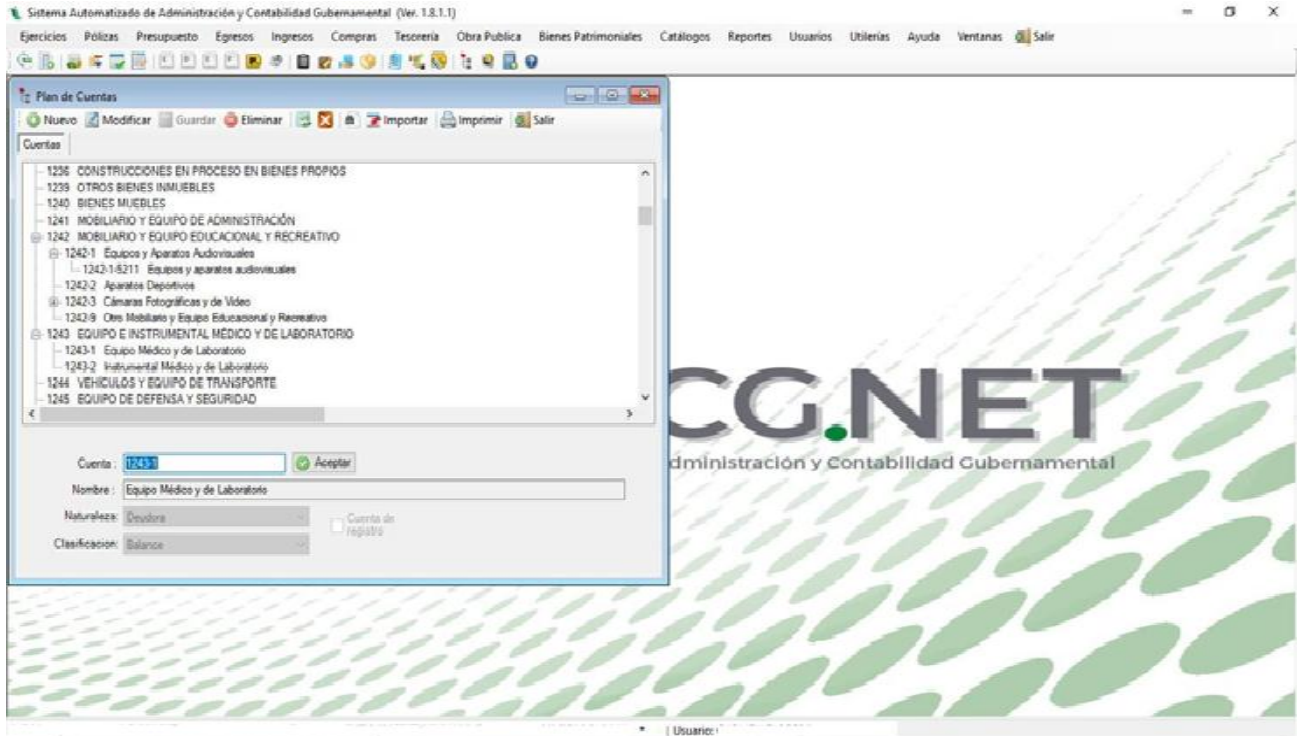 Sistema Automatizado de Administración y Contabilidad Gubernamental (Ver. 1.8.1.1)
Ejercicios Pólizas Presupuesto Egresos Ingresos Compras Tesorería Obra Publica Bienes Patrimoniales Catálogos Reportes Usuarios Utilerías Ayuda Ventanas Salir
Plan de Cuentas
Nuevo Modificar Guardar Eliminar Importar Imprimir Salir
Cuentas
1236 CONSTRUCCIONES EN PROCESO EN BIENES PROPIOS
1239 OTROS BIENES INMUEBLES
1240 BIENES MUEBLES
1241 MOBILIARIO Y EQUIPO DE ADMINISTRACIÓN
1242 MOBILIARIO Y EQUIPO EDUCACIONAL Y RECREATIVO
1242-1 Equipos y Aparatos Audiovisuales
1242-1-5211 Equipos y aparatos audiovisuales
1242-2 Aparatos Deportivos
1242-3 Cámaras Fotográficas y de Video
1242-9 Otro Mobiliario y Equipo Educacional y Recreativo
1243 EQUIPO E INSTRUMENTAL MÉDICO Y DE LABORATORIO
1243-1 Equipo Médico y de Laboratorio
1243-2 Instrumental Médico y de Laboratorio
1244 VEHÍCULOS Y EQUIPO DE TRANSPORTE
1245 EQUIPO DE DEFENSA Y SEGURIDAD
CG.NET
dministración y Contabilidad Gubernamental
Cuenta : 1243-1 Aceptar
Nombre : Equipo Médico y de Laboratorio
Naturaleza: Deudora Cuenta de registro
Clasificacion: Balance
Usuario: